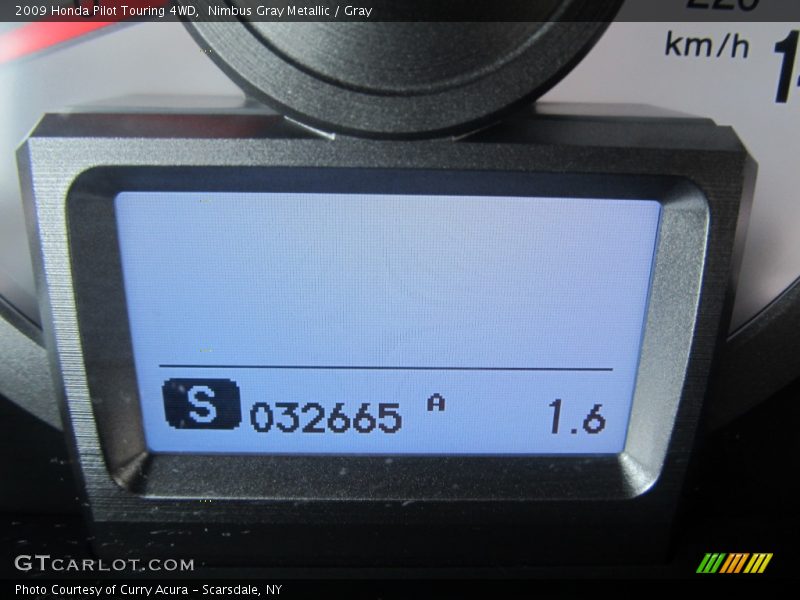 2009 Honda Pilot Touring 4WD,  Nimbus Gray Metallic / Gray
220
km/h
S 032665 A 1.6
GTCARLOT.COM
Photo Courtesy of Curry Acura - Scarsdale, NY